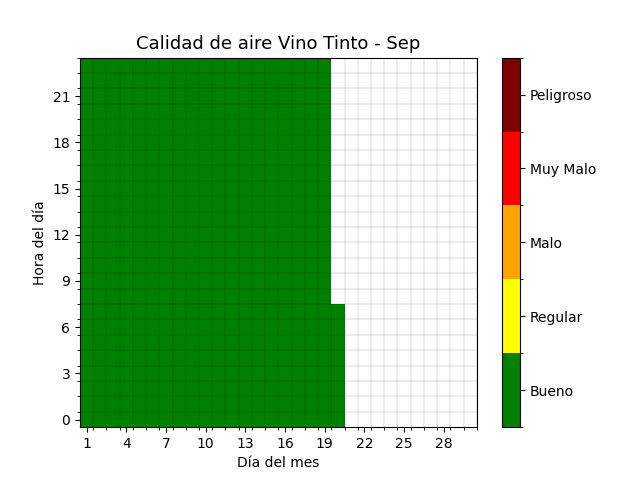 Calidad de aire Vino Tinto - Sep
Hora del día
21
18
15
12
9
6
3
0
1 4 7 10 13 16 19 22 25 28
Día del mes
Peligroso
Muy Malo
Malo
Regular
Bueno